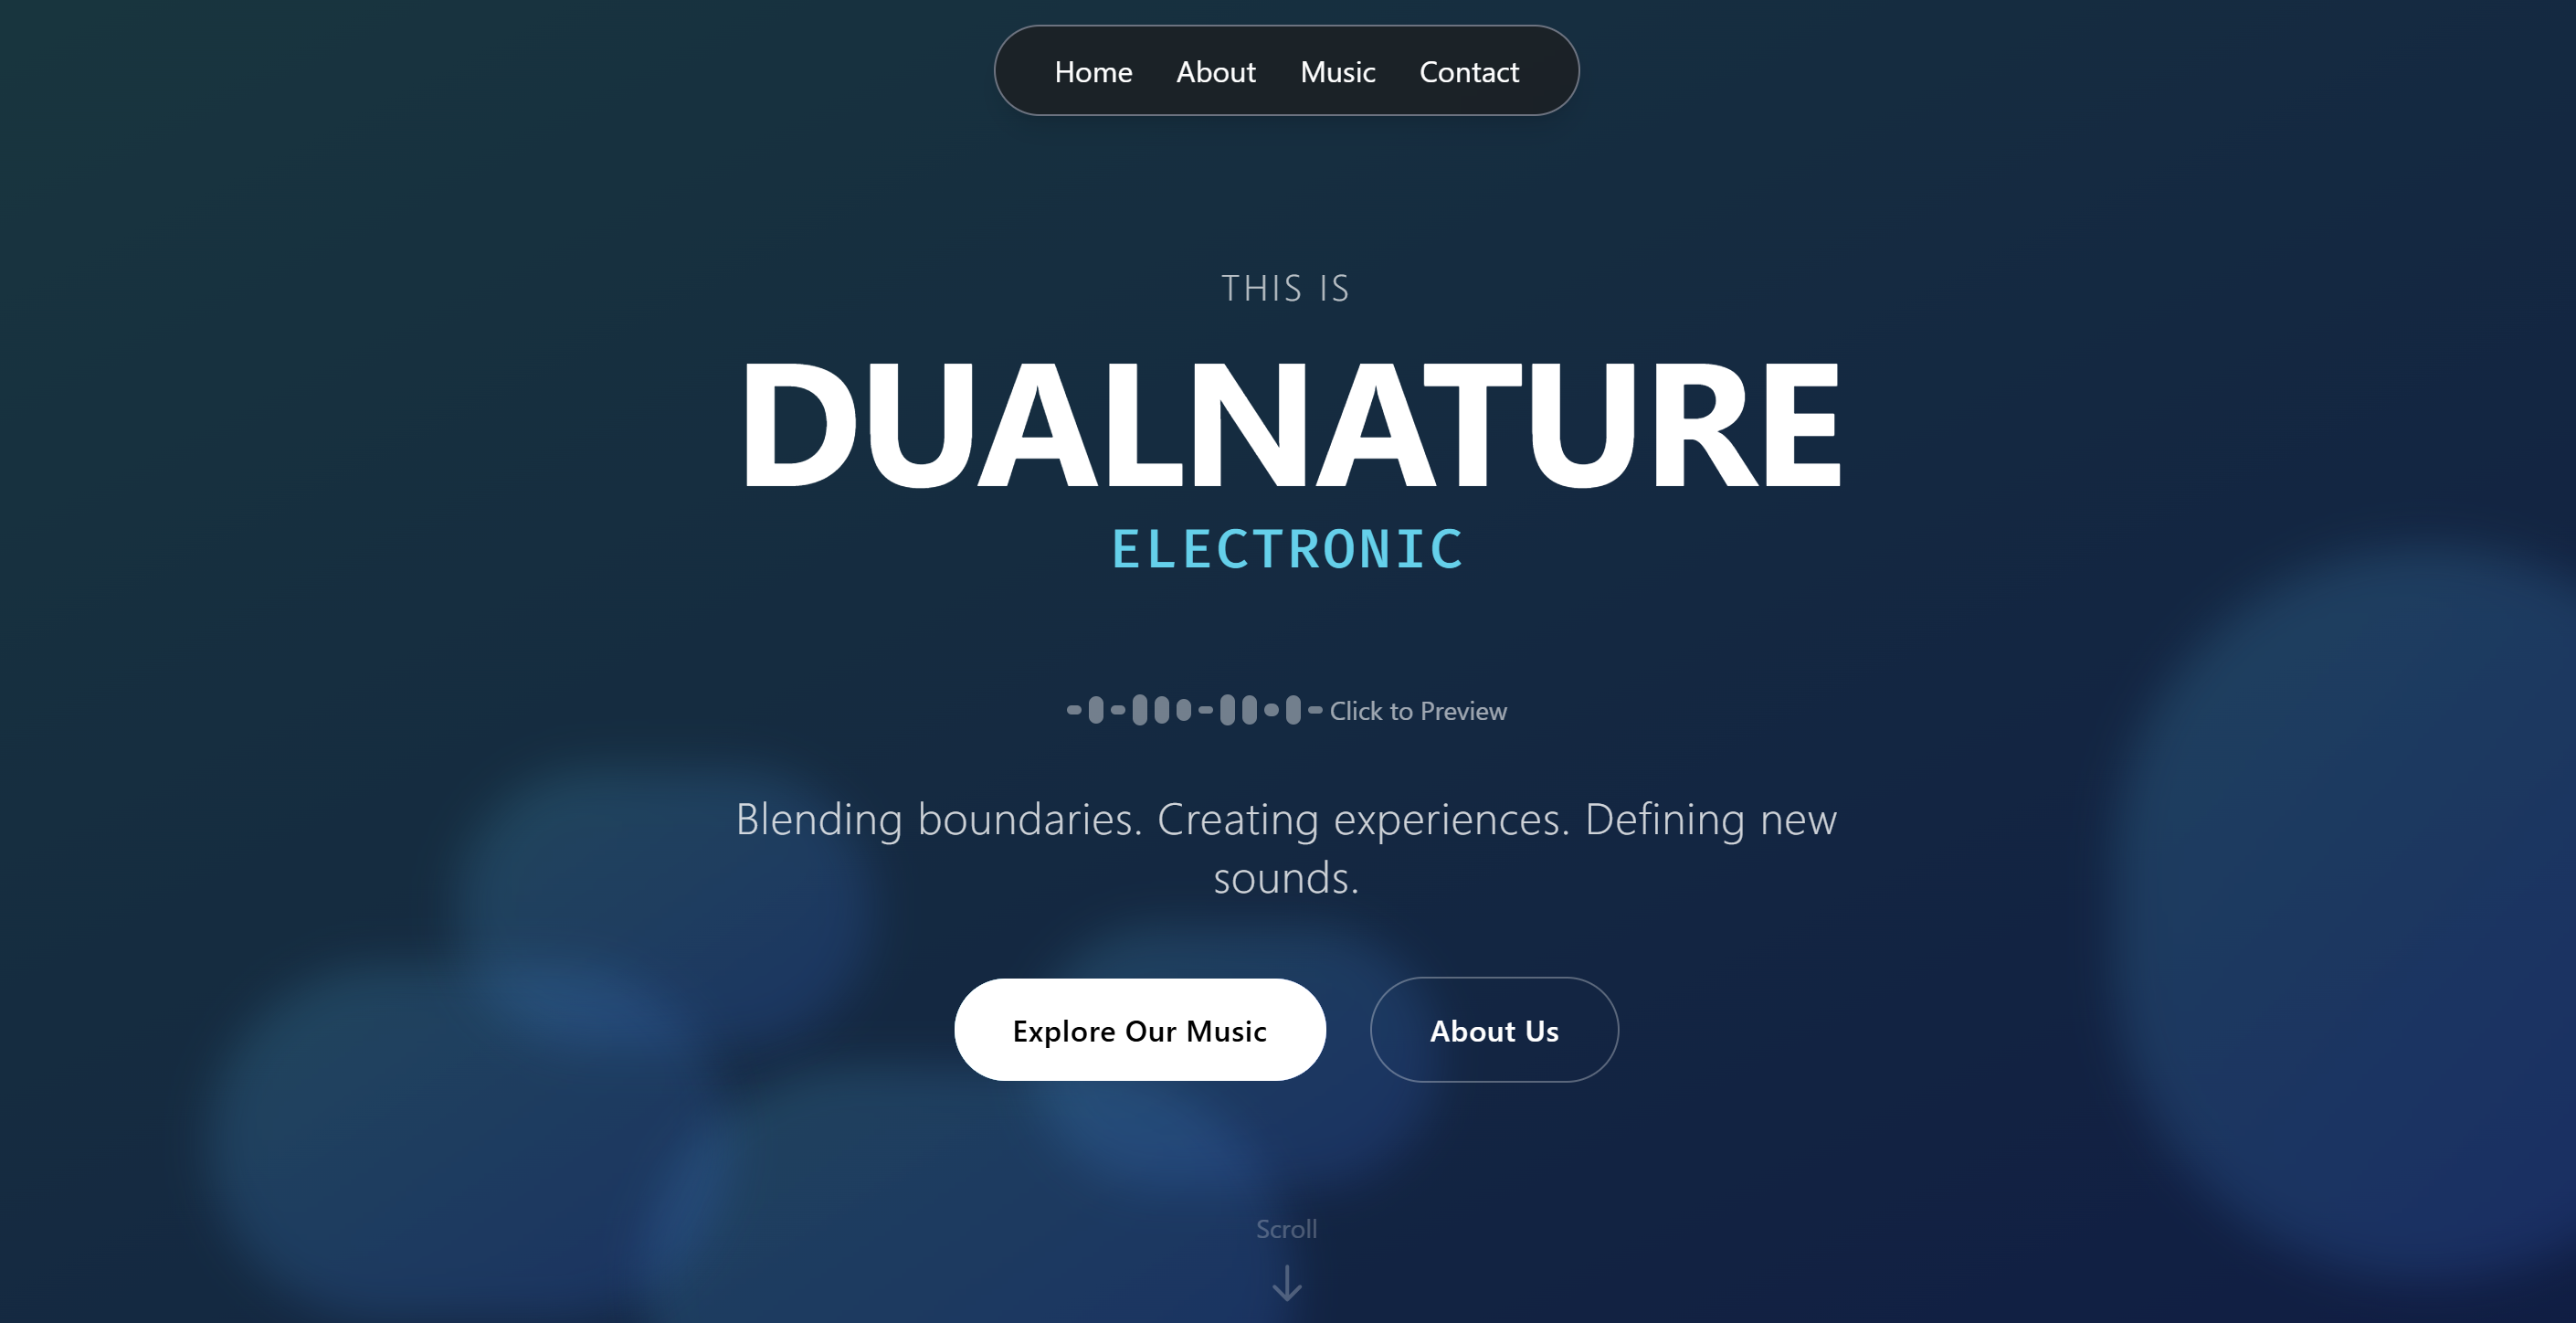 Home About Music Contact
THIS IS
DUALNATURE
ELECTRONIC
Click to Preview
Blending boundaries. Creating experiences. Defining new
sounds.
Explore Our Music About Us
Scroll